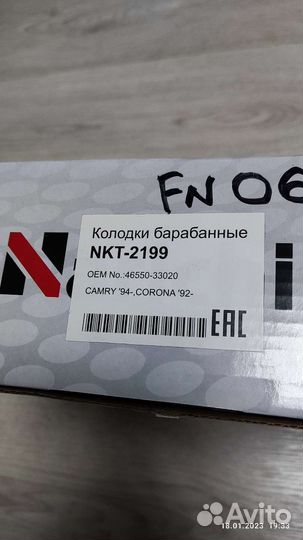 FN 06
Колодки барабанные
NKT-2199
OEM No.:46550-33020
CAMRY '94-,CORONA '92-
EAC
Avito
18.01.2023 19:33